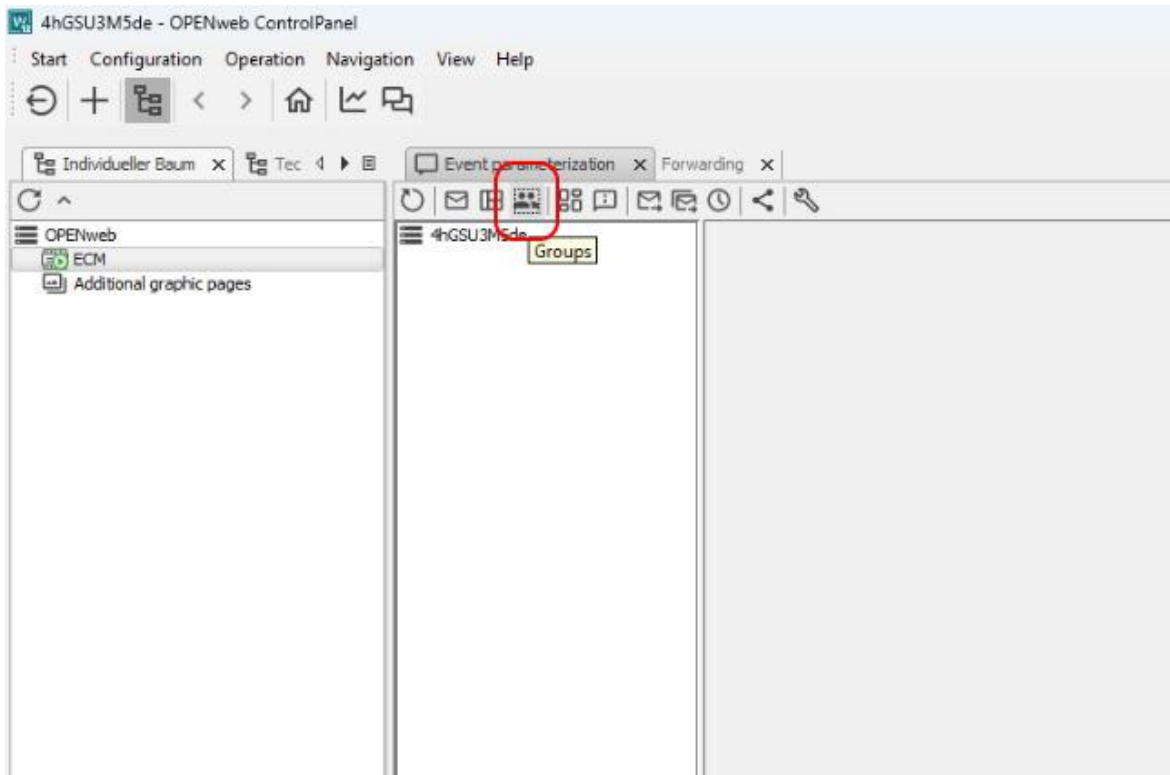 4hGSU3M5de - OPENweb ControlPanel
Start Configuration Operation Navigation View Help
Individueller Baum Tec Event parameterization Forwarding
OPENweb 4hGSU3M5de
ECM Groups
Additional graphic pages